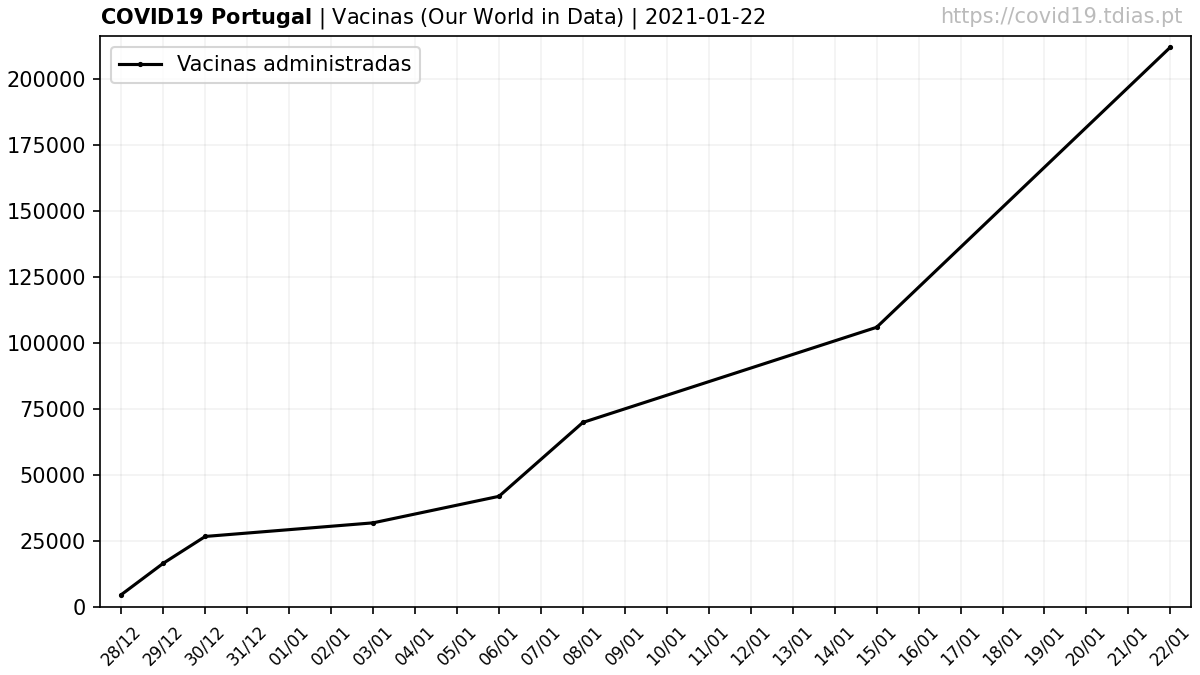 COVID19 Portugal | Vacinas (Our World in Data) | 2021-01-22
https://covid19.tdias.pt
Vacinas administradas
200000
175000
150000
125000
100000
75000
50000
25000
0
28/12 29/12 30/12 31/12 01/01 02/01 03/01 04/01 05/01 06/01 07/01 08/01 09/01 10/01 11/01 12/01 13/01 14/01 15/01 16/01 17/01 18/01 19/01 20/01 21/01 22/01